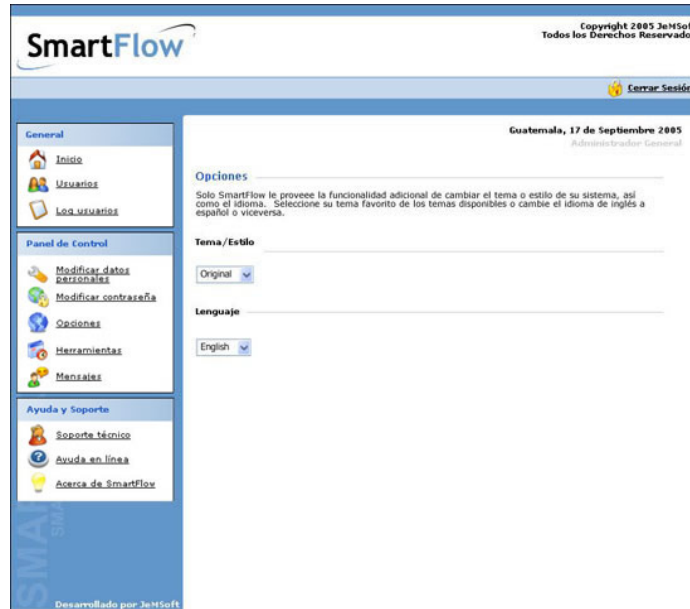 SmartFlow
Copyright 2005 JeMSof
Todos los Derechos Reservado
Cerrar Sesión
Guatemala, 17 de Septiembre 2005
Administrador General
General
Inicio
Usuarios
Log usuarios
Panel de Control
Modificar datos
personales
Modificar contraseña
Opciones
Herramientas
Mensajes
Ayuda y Soporte
Soporte técnico
Ayuda en línea
Acerca de SmartFlow
Opciones
Solo SmartFlow le proveee la funcionalidad adicional de cambiar el tema o estilo de su sistema, así
como el idioma. Seleccione su tema favorito de los temas disponibles o cambie el idioma de inglés a
español o viceversa.
Tema/Estilo
Original
Lenguaje
English
SMAR
SMA
Desarrollado por JeMSoft